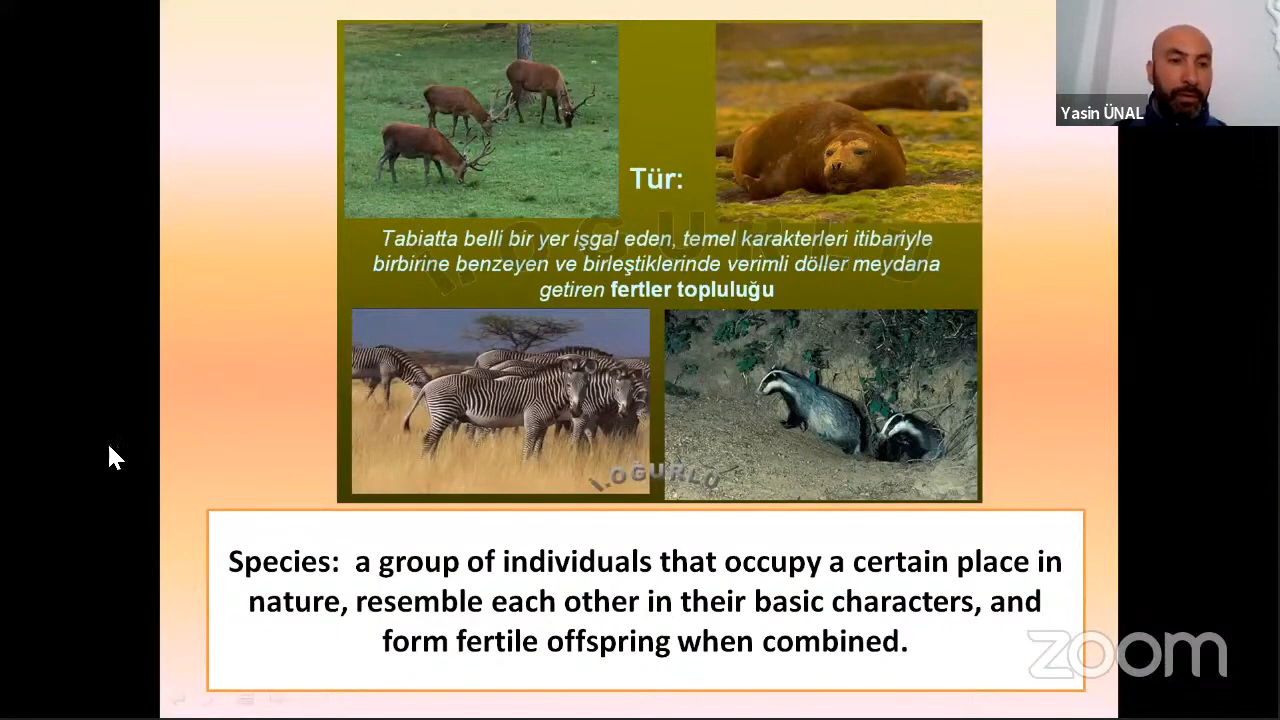 Yasin ÜNAL
Tür:
Tabiatta belli bir yer işgal eden, temel karakterleri itibariyle
birbirine benzeyen ve birleştiklerinde verimli döller meydana
getiren fertler topluluğu
I.OĞURLU
I.OĞURLU
Species: a group of individuals that occupy a certain place in
nature, resemble each other in their basic characters, and
form fertile offspring when combined.
zoom